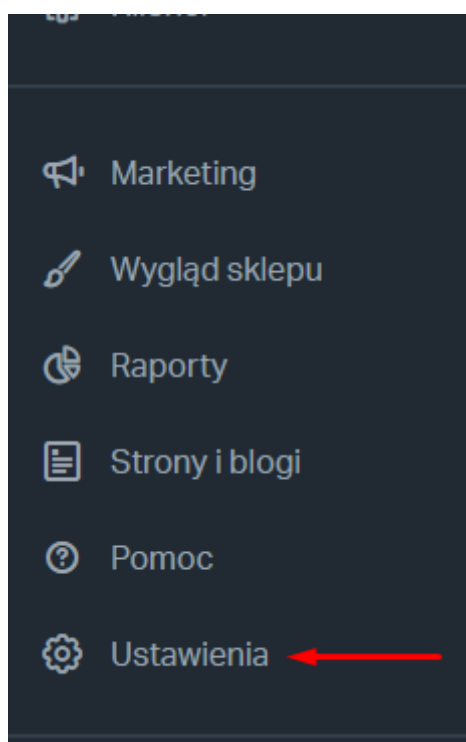 Marketing
Wygląd sklepu
Raporty
Strony i blogi
Pomoc
Ustawienia